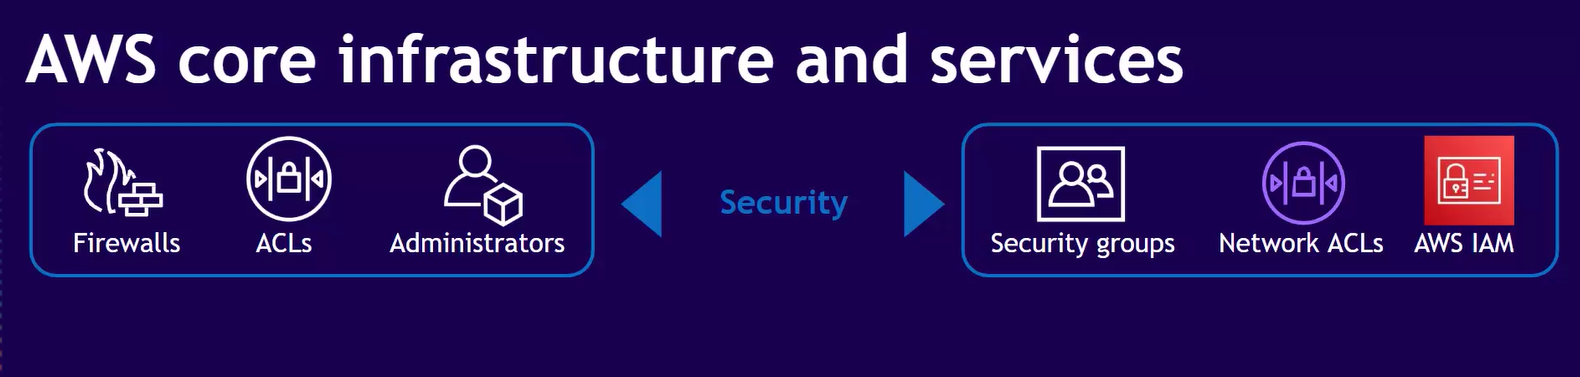 AWS core infrastructure and services
Firewalls
ACLs
Administrators
Security
Security groups
Network ACLs
AWS IAM